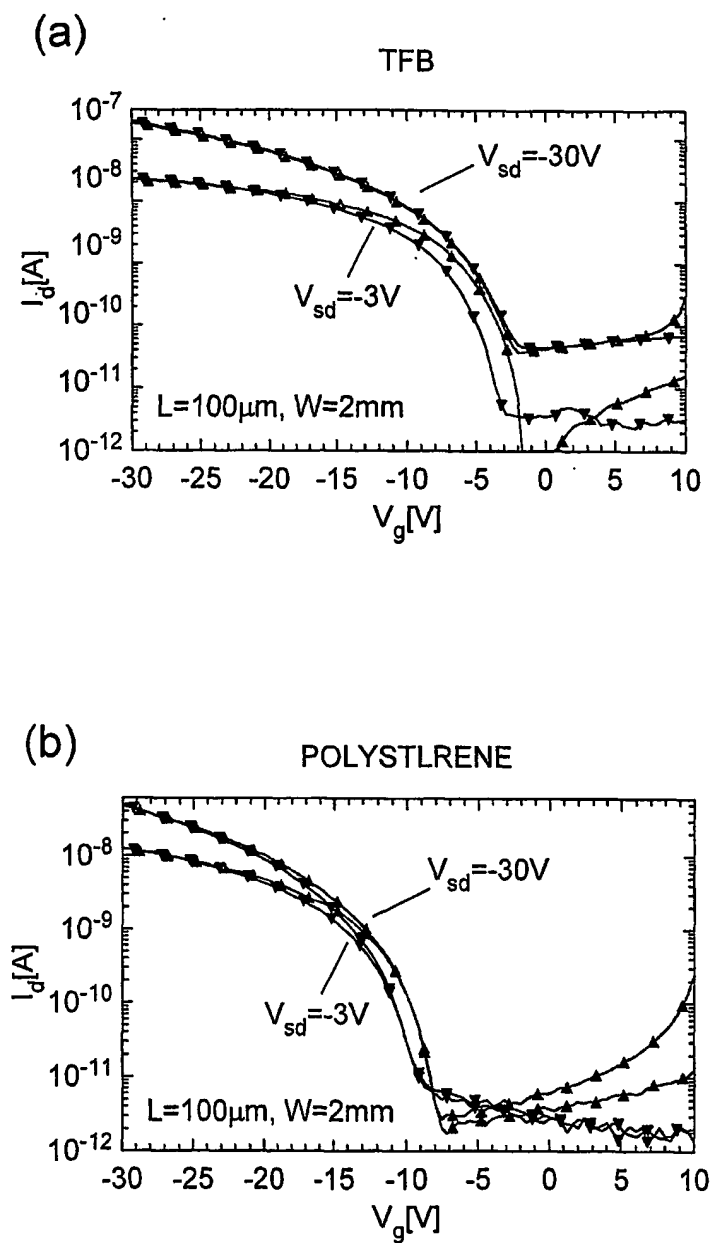 (a)
TFB
10^-7
10^-8
10^-9
10^-10
10^-11
10^-12
I_d[A]
V_sd=-30V
V_sd=-3V
L=100μm, W=2mm
-30 -25 -20 -15 -10 -5 0 5 10
V_g[V]
(b)
POLYSTLRENE
10^-8
10^-9
10^-10
10^-11
10^-12
I_d[A]
V_sd=-30V
V_sd=-3V
L=100μm, W=2mm
-30 -25 -20 -15 -10 -5 0 5 10
V_g[V]